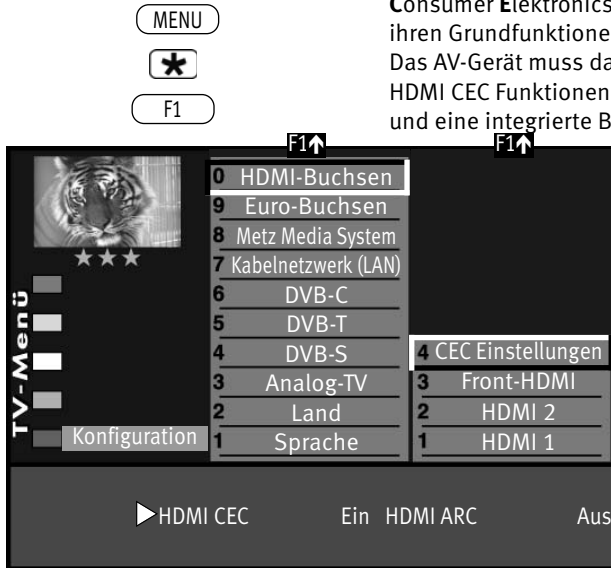 MENU
F1
Consumer Elektronics
ihren Grundfunktione
Das AV-Gerät muss da
HDMI CEC Funktionen
und eine integrierte B
F1↑ F1↑
0 HDMI-Buchsen
9 Euro-Buchsen
8 Metz Media System
7 Kabelnetzwerk (LAN)
6 DVB-C
5 DVB-T
4 DVB-S
3 Analog-TV
2 Land
1 Sprache
4 CEC Einstellungen
3 Front-HDMI
2 HDMI 2
1 HDMI 1
TV-Menü
Konfiguration
HDMI CEC Ein HDMI ARC Aus